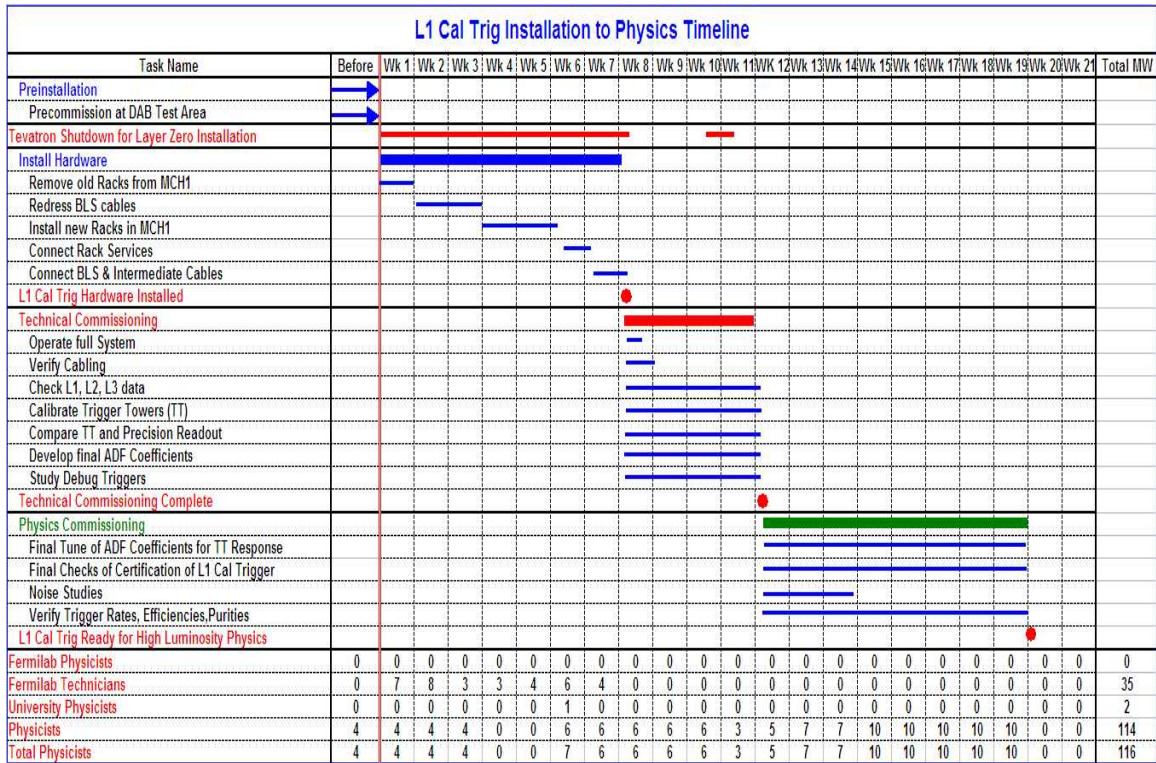 L1 Cal Trig Installation to Physics Timeline
Task Name Before Wk 1 Wk 2 Wk 3 Wk 4 Wk 5 Wk 6 Wk 7 Wk 8 Wk 9 Wk 10 Wk 11 Wk 12 Wk 13 Wk 14 Wk 15 Wk 16 Wk 17 Wk 18 Wk 19 Wk 20 Wk 21 Total MW
Preinstallation
Precommission at DAB Test Area
Tevatron Shutdown for Layer Zero Installation
Install Hardware
Remove old Racks from MCH1
Redress BLS cables
Install new Racks in MCH1
Connect Rack Services
Connect BLS & Intermediate Cables
L1 Cal Trig Hardware Installed
Technical Commissioning
Operate full System
Verify Cabling
Check L1, L2, L3 data
Calibrate Trigger Towers (TT)
Compare TT and Precision Readout
Develop final ADF Coefficients
Study Debug Triggers
Technical Commissioning Complete
Physics Commissioning
Final Tune of ADF Coefficients for TT Response
Final Checks of Certification of L1 Cal Trigger
Noise Studies
Verify Trigger Rates, Efficiencies,Purities
L1 Cal Trig Ready for High Luminosity Physics
Fermilab Physicists 0 0 0 0 0 0 0 0 0 0 0 0 0 0 0 0 0 0 0 0 0 0 0
Fermilab Technicians 0 7 8 3 3 4 6 4 0 0 0 0 0 0 0 0 0 0 0 0 0 0 35
University Physicists 0 0 0 0 0 0 1 0 0 0 0 0 0 0 0 0 0 0 0 0 0 0 2
Physicists 4 4 4 4 0 0 6 6 6 6 6 3 5 7 7 10 10 10 10 10 0 0 114
Total Physicists 4 4 4 4 0 0 7 6 6 6 6 3 5 7 7 10 10 10 10 10 0 0 116